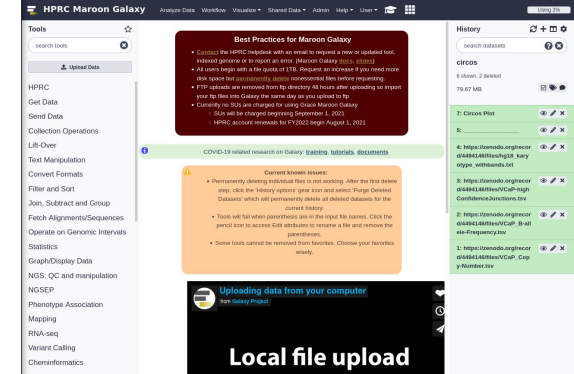 HPRC Maroon Galaxy
Analyze Data Workflow Visualize Shared Data Admin Help User
Using 2%
Tools
search tools
Upload Data
HPRC
Get Data
Send Data
Collection Operations
Lift-Over
Text Manipulation
Convert Formats
Filter and Sort
Join, Subtract and Group
Fetch Alignments/Sequences
Operate on Genomic Intervals
Statistics
Graph/Display Data
NGS: QC and manipulation
NGSEP
Phenotype Association
Mapping
RNA-seq
Variant Calling
Cheminformatics
Best Practices for Maroon Galaxy
Contact the HPRC helpdesk with an email to request a new or updated tool,
indexed genome or to report an error. (Maroon Galaxy docs, slides)
All users begin with a file quota of 1TB. Request an increase if you need more
disk space but permanently delete nonessential files before requesting.
FTP uploads are removed from ftp directory 48 hours after uploading so import
your ftp files into Galaxy the same day as you upload to ftp
Currently no SUs are charged for using Grace Maroon Galaxy
SUs will be charged beginning September 1, 2021
HPRC account renewals for FY2022 begin August 1, 2021
COVID-19 related research on Galaxy: training, tutorials, documents
Current known issues:
Permanently deleting individual files is not working. After the first delete
step, click the 'History options' gear icon and select 'Purge Deleted
Datasets' which will permanently delete all deleted datasets for the
current history.
Tools will fail when parenthesis are in the input file names. Click the
pencil icon to access Edit attributes to rename a file and remove the
parentheses.
Some tools cannot be removed from favorites. Choose your favorites
wisely.
Uploading data from your computer
from Galaxy Project
Local file upload
History
search datasets
circos
6 shown, 2 deleted
79.67 MB
7: Circos Plot
5:
4: https://zenodo.org/recor
d/4494146/files/hg18_kary
otype_withbands.txt
3: https://zenodo.org/recor
d/4494146/files/VCaP-high
ConfidenceJunctions.tsv
2: https://zenodo.org/recor
d/4494146/files/VCaP_B-all
ele-Frequency.tsv
1: https://zenodo.org/recor
d/4494146/files/VCaP_Cop
y-Number.tsv